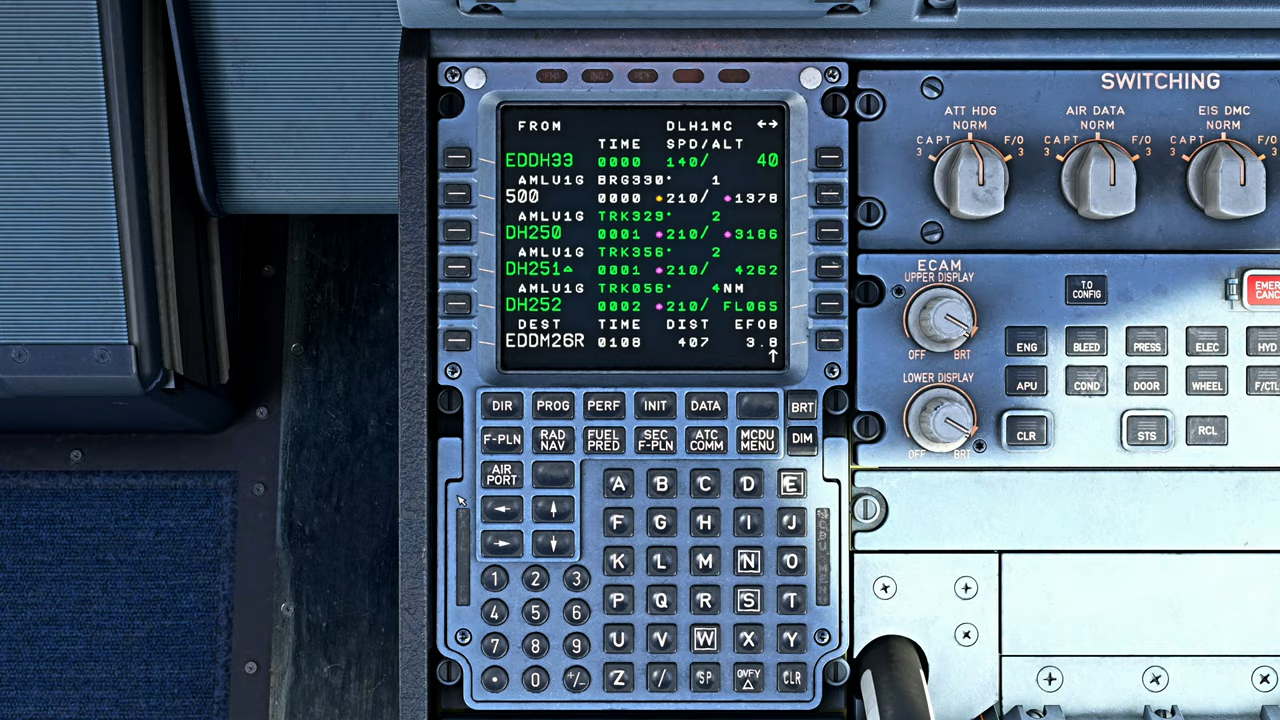 FROM DLH1MC ↔
TIME SPD/ALT
EDDH33 0000 140/ 40
AMLU1G BRG330° 1
500 0000 *210/ *1378
AMLU1G TRK329° 2
DH250 0001 *210/ *3186
AMLU1G TRK356° 2
DH251 0001 *210/ 4262
AMLU1G TRK056° 4NM
DH252 0002 *210/ FL065
DEST TIME DIST EFOB
EDDM26R 0108 407 3.8
↑
DIR PROG PERF INIT DATA BRT
F-PLN RAD NAV FUEL PRED SEC F-PLN ATC COMM MCDU MENU DIM
AIR PORT
← ↑
→ ↓
A B C D E
F G H I J
K L M N O
P Q R S T
U V W X Y
Z / SP OVFY △ CLR
1 2 3
4 5 6
7 8 9
. 0 +/-
SWITCHING
ATT HDG AIR DATA EIS DMC
NORM NORM NORM
CAPT 3 F/O 3 CAPT 3 F/O 3 CAPT 3 F/O 3
ECAM
UPPER DISPLAY
OFF BRT
LOWER DISPLAY
OFF BRT
T.O CONFIG
ENG BLEED PRESS ELEC HYD
APU COND DOOR WHEEL F/CTL
CLR STS RCL